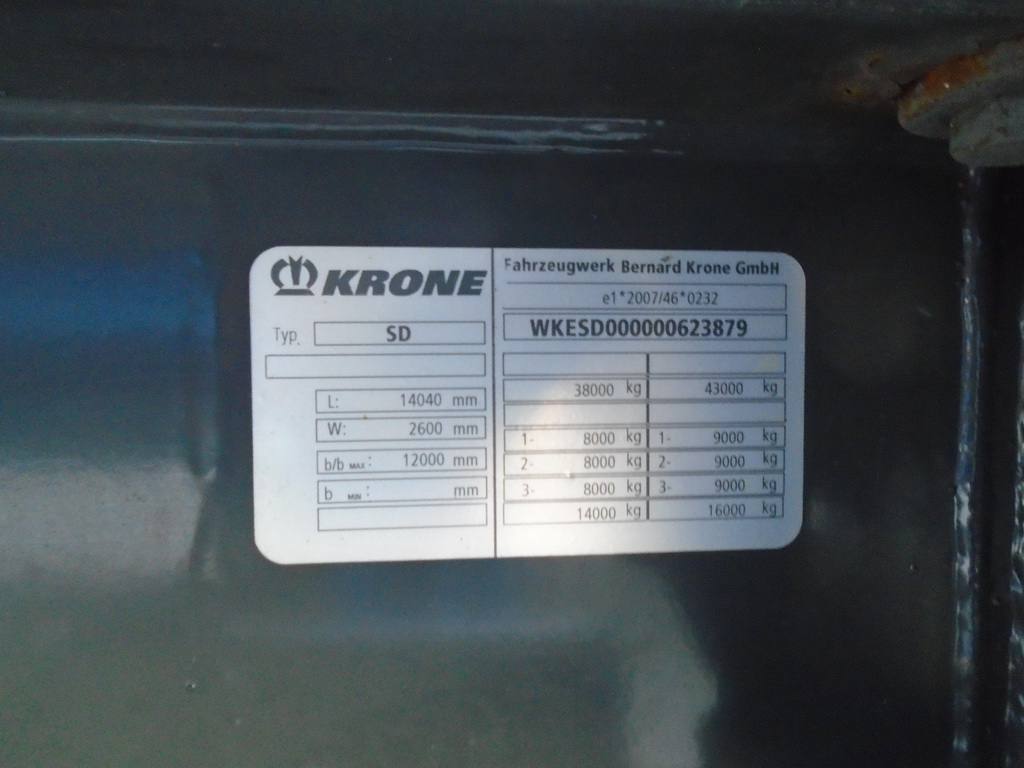 KRONE
Typ. SD
L: 14040 mm
W: 2600 mm
b/b MAX: 12000 mm
b MIN: mm
Fahrzeugwerk Bernard Krone GmbH
e1*2007/46*0232
WKESD000000623879
38000 kg 43000 kg
1- 8000 kg 1- 9000 kg
2- 8000 kg 2- 9000 kg
3- 8000 kg 3- 9000 kg
14000 kg 16000 kg